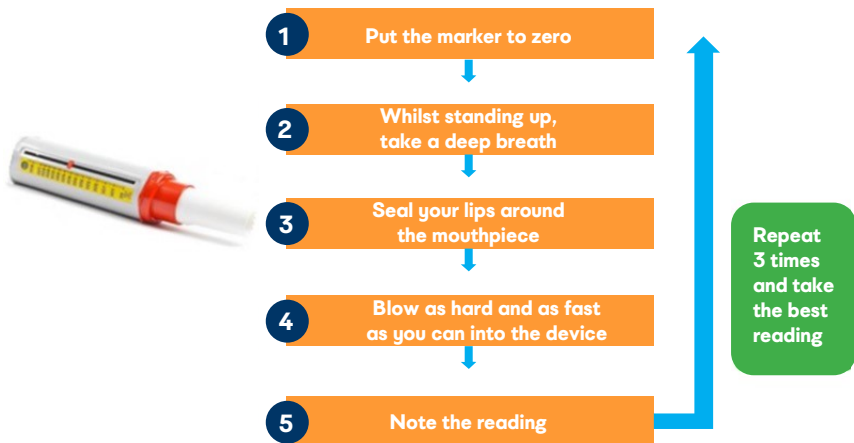 1
Put the marker to zero
2
Whilst standing up,
take a deep breath
3
Seal your lips around
the mouthpiece
4
Blow as hard and as fast
as you can into the device
5
Note the reading
Repeat
3 times
and take
the best
reading